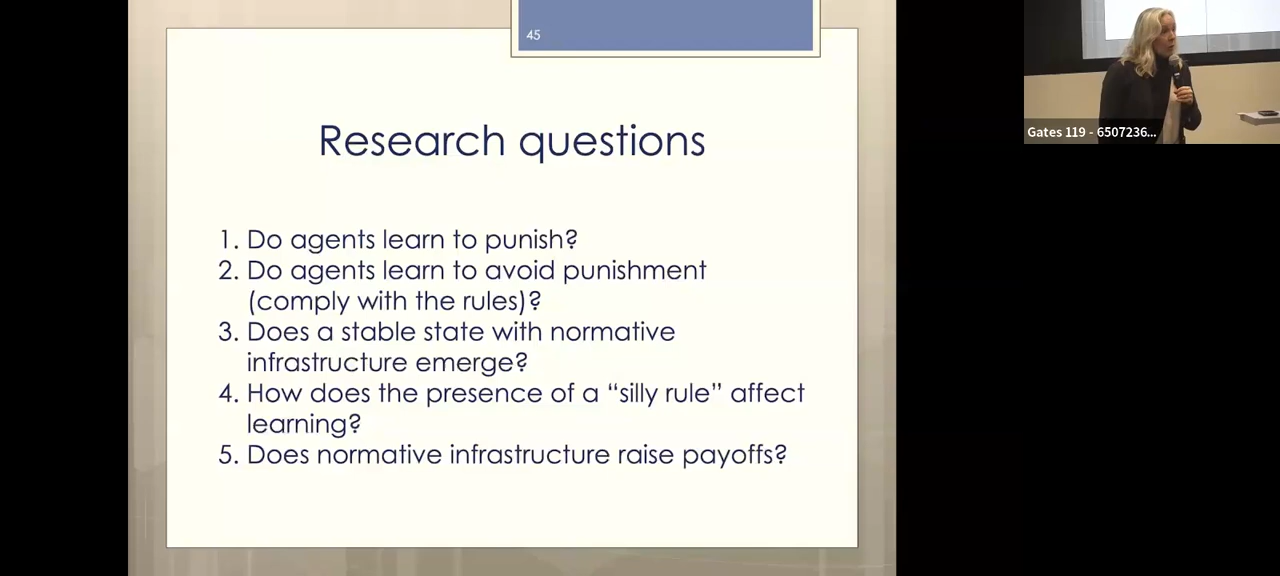 45
Research questions
1. Do agents learn to punish?
2. Do agents learn to avoid punishment
(comply with the rules)?
3. Does a stable state with normative
infrastructure emerge?
4. How does the presence of a “silly rule” affect
learning?
5. Does normative infrastructure raise payoffs?
Gates 119 - 6507236...